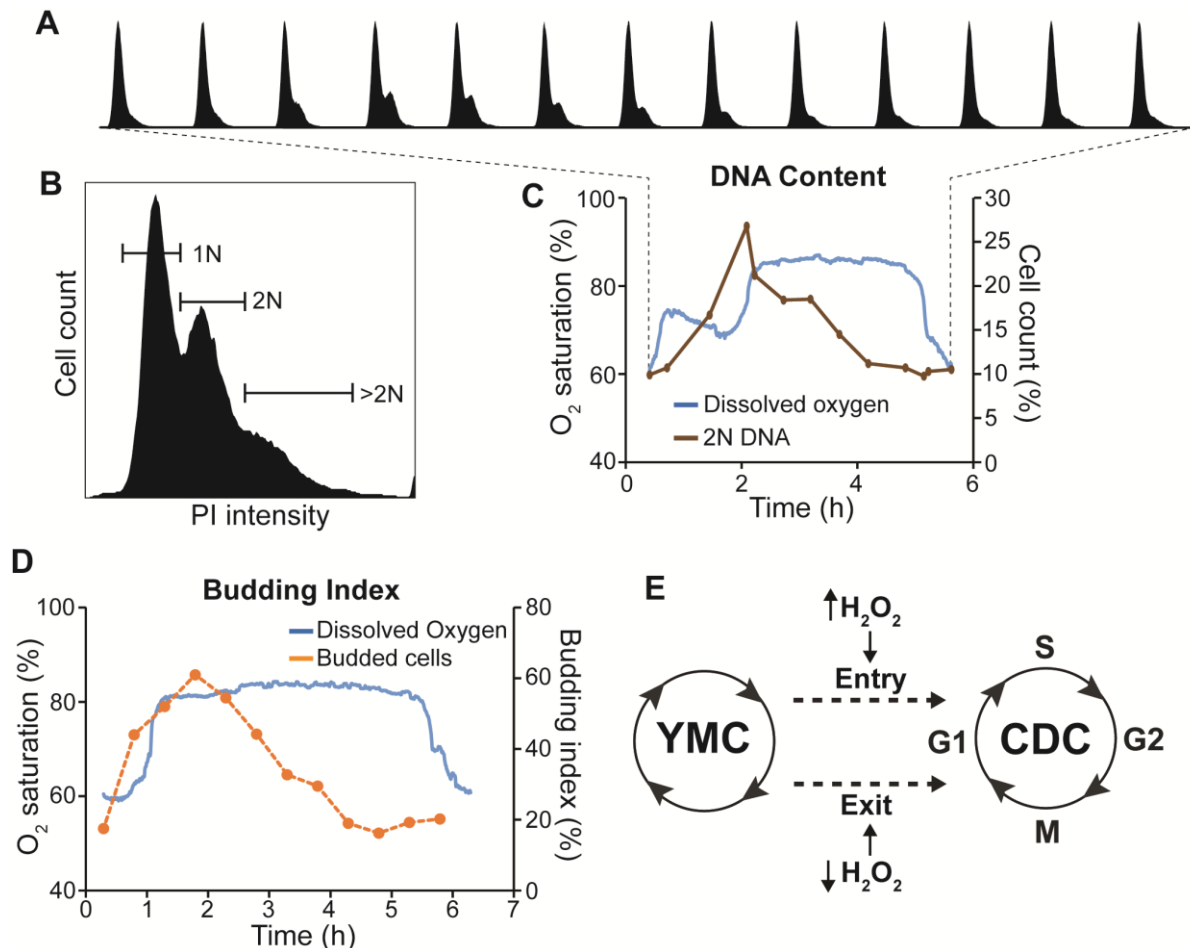 A
B
1N
2N
>2N
Cell count
PI intensity
C
DNA Content
100
80
60
40
O2 saturation (%)
30
25
20
15
10
5
0
Cell count (%)
Dissolved oxygen
2N DNA
0
2
4
6
Time (h)
D
Budding Index
100
80
60
40
O2 saturation (%)
80
60
40
20
0
Budding index (%)
Dissolved Oxygen
Budded cells
0
1
2
3
4
5
6
7
Time (h)
E
↑H2O2
Entry
YMC
Exit
↓H2O2
S
G1
CDC
G2
M